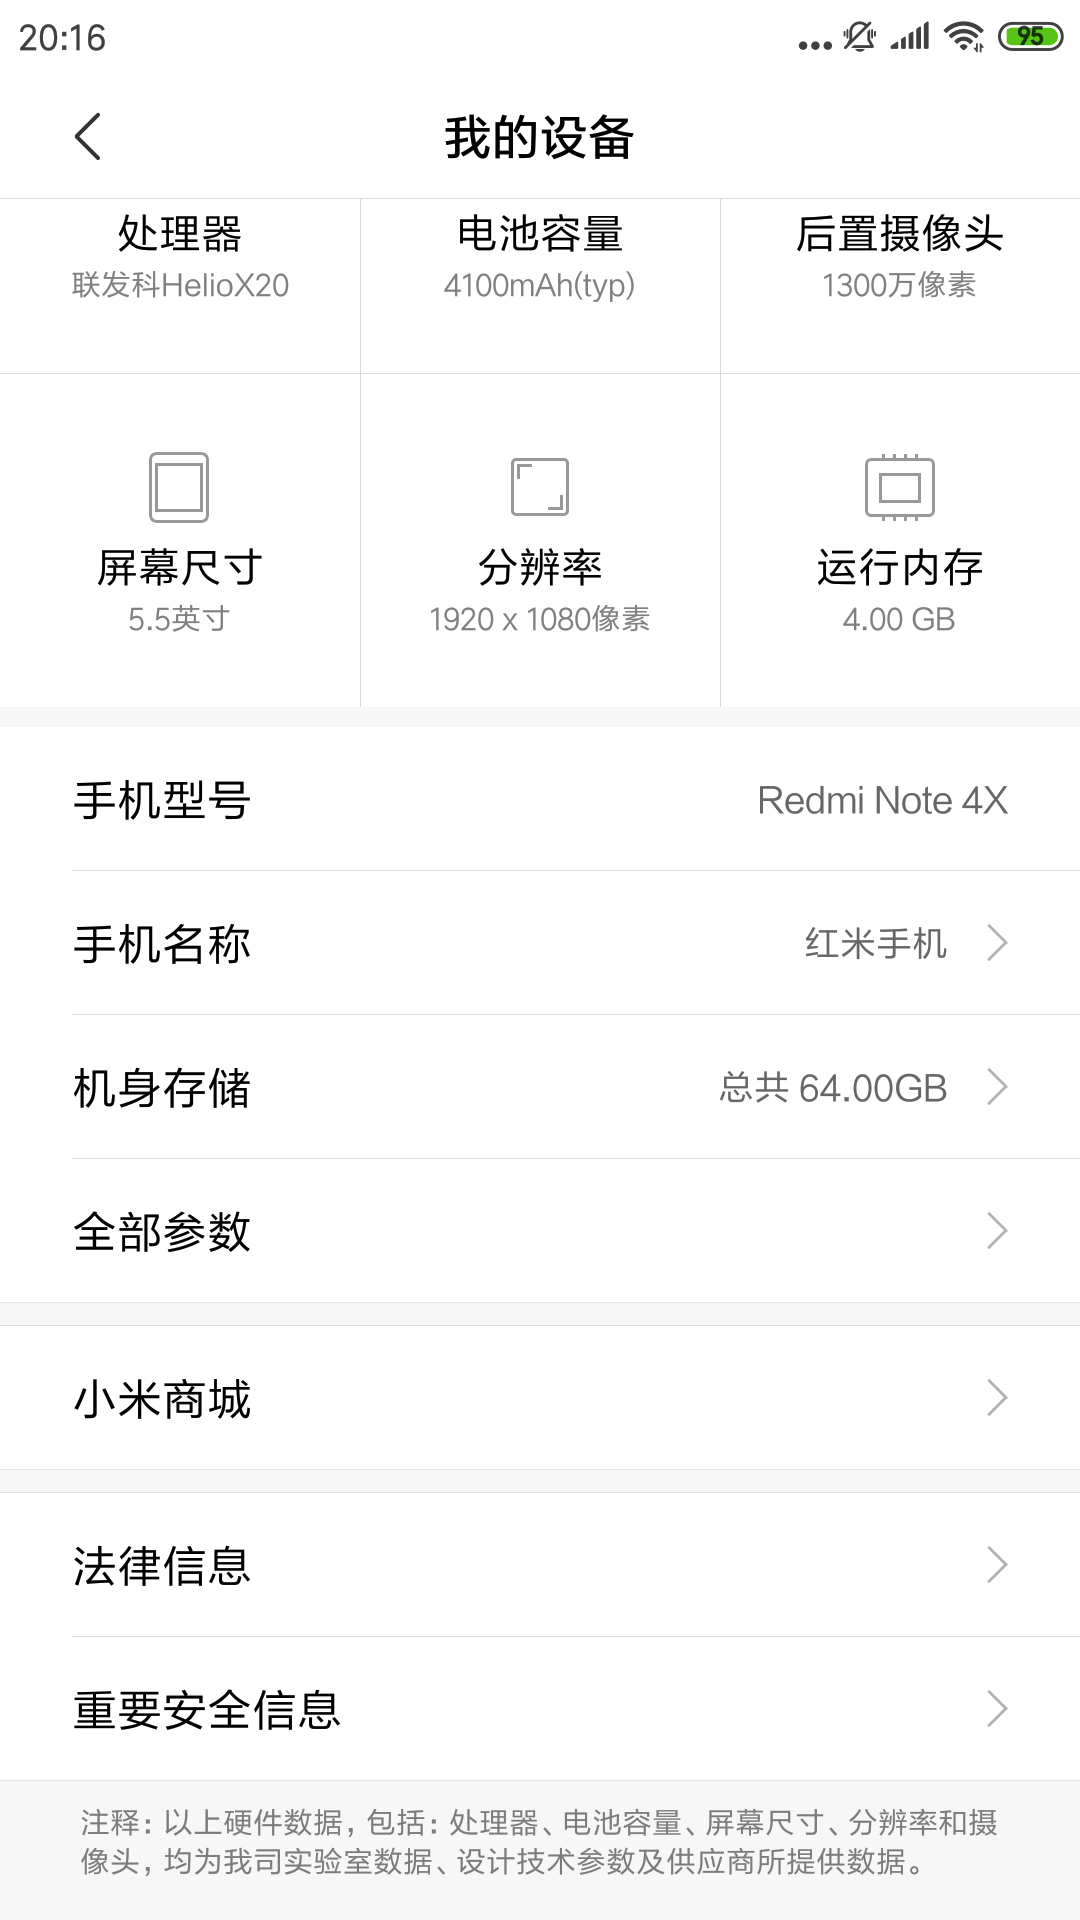 20:16
95
我的设备
处理器
联发科HelioX20
电池容量
4100mAh(typ)
后置摄像头
1300万像素
屏幕尺寸
5.5英寸
分辨率
1920 x 1080像素
运行内存
4.00 GB
手机型号
Redmi Note 4X
手机名称
红米手机
机身存储
总共 64.00GB
全部参数
小米商城
法律信息
重要安全信息
注释：以上硬件数据，包括：处理器、电池容量、屏幕尺寸、分辨率和摄
像头，均为我司实验室数据、设计技术参数及供应商所提供数据。